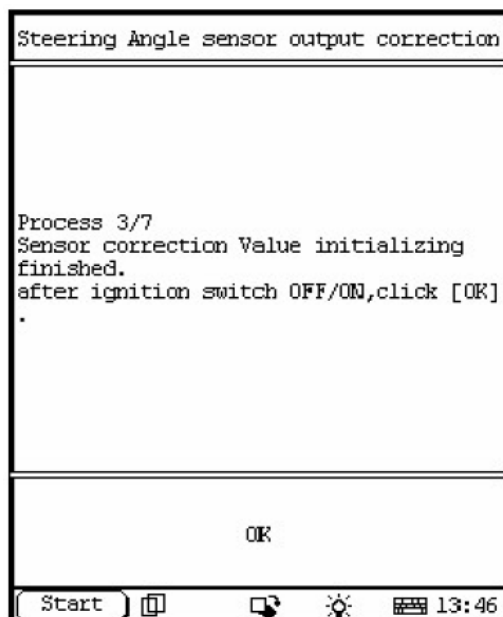 Steering Angle sensor output correction
Process 3/7
Sensor correction Value initializing
finished.
after ignition switch OFF/ON,click [OK]
.
OK
Start
13:46